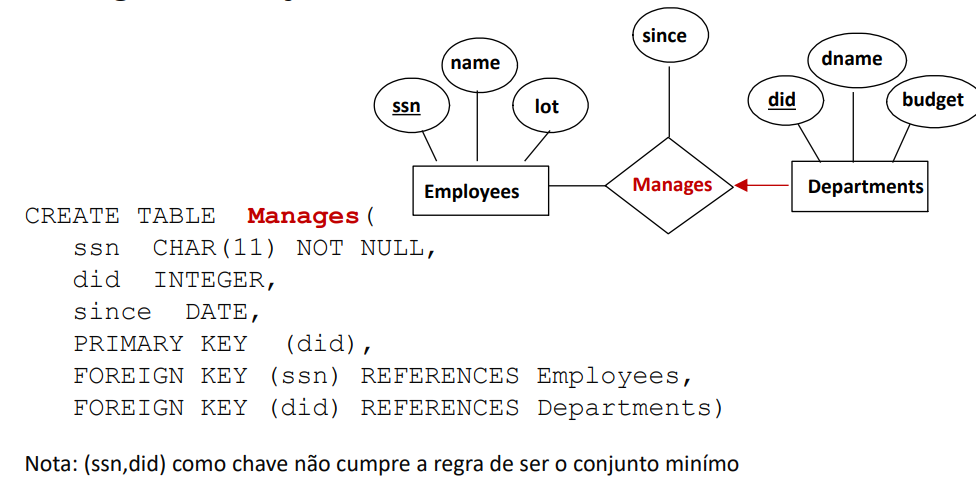 since
name
dname
ssn
lot
did
budget
Employees
Manages
Departments
CREATE TABLE Manages(
ssn CHAR(11) NOT NULL,
did INTEGER,
since DATE,
PRIMARY KEY (did),
FOREIGN KEY (ssn) REFERENCES Employees,
FOREIGN KEY (did) REFERENCES Departments)
Nota: (ssn,did) como chave não cumpre a regra de ser o conjunto minímo